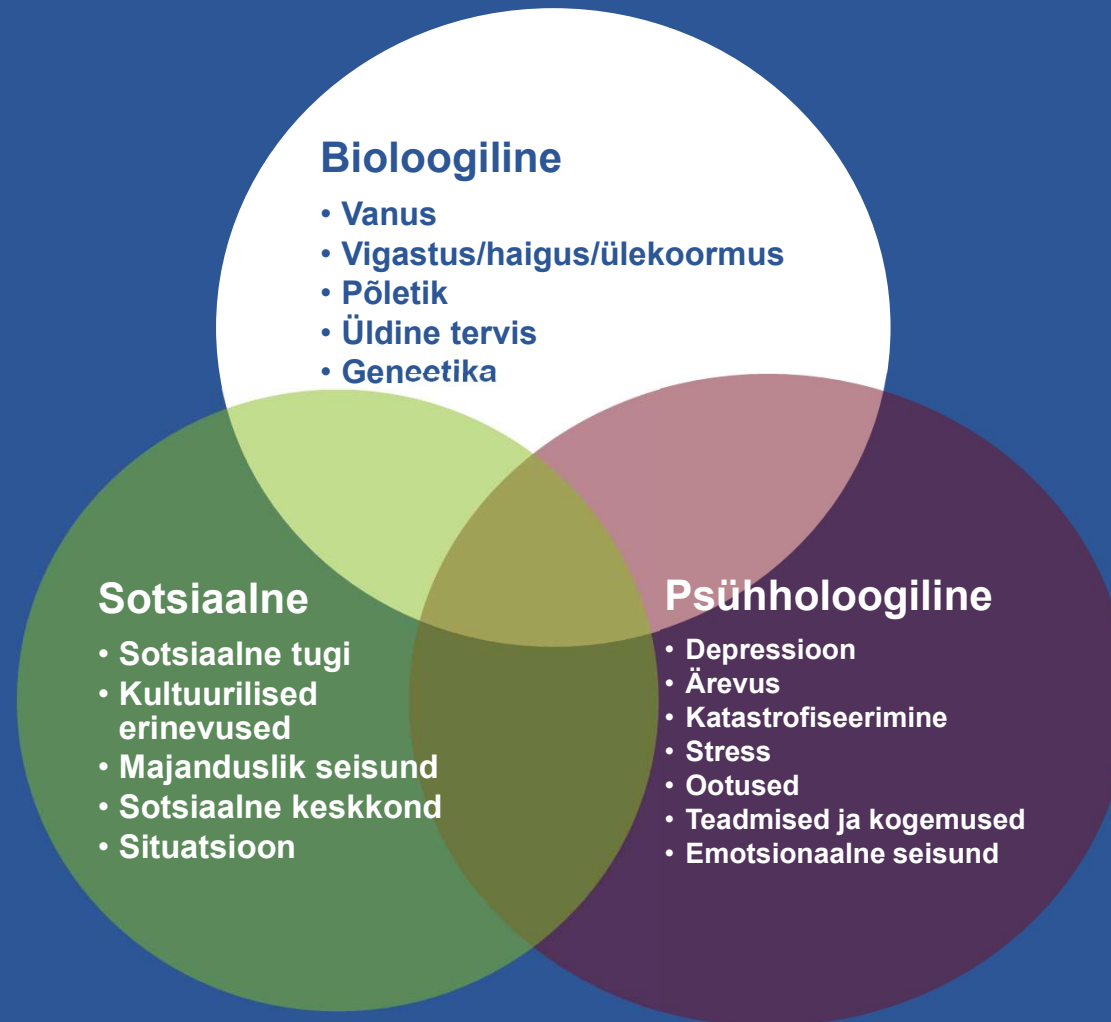 Bioloogiline
• Vanus
• Vigastus/haigus/ülekoormus
• Põletik
• Üldine tervis
• Geneetika
Sotsiaalne
• Sotsiaalne tugi
• Kultuurilised
erinevused
• Majanduslik seisund
• Sotsiaalne keskkond
• Situatsioon
Psühholoogiline
• Depressioon
• Ärevus
• Katastrofiseerimine
• Stress
• Ootused
• Teadmised ja kogemused
• Emotsionaalne seisund